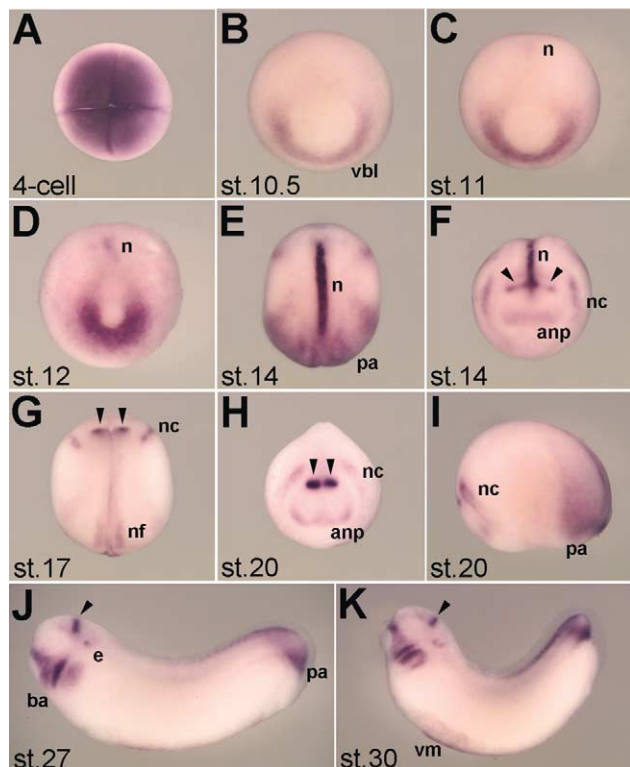 A
4-cell
B
vbl
st.10.5
C
n
st.11
D
n
st.12
E
n
pa
st.14
F
n
nc
anp
st.14
G
nc
nf
st.17
H
nc
anp
st.20
I
nc
pa
st.20
J
e
ba
pa
st.27
K
vm
st.30